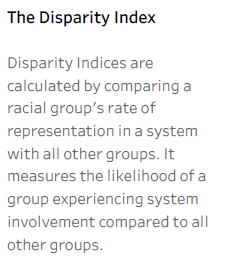 The Disparity Index
Disparity Indices are
calculated by comparing a
racial group's rate of
representation in a system
with all other groups. It
measures the likelihood of a
group experiencing system
involvement compared to all
other groups.